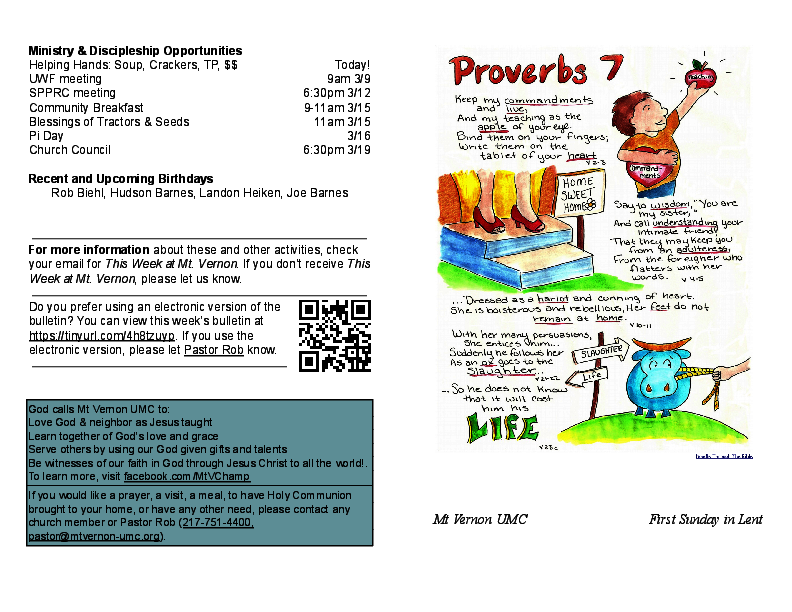 Ministry & Discipleship Opportunities
Helping Hands: Soup, Crackers, TP, $$ Today!
UWF meeting 9am 3/9
SPPRC meeting 6:30pm 3/12
Community Breakfast 9-11am 3/15
Blessings of Tractors & Seeds 11am 3/15
Pi Day 3/16
Church Council 6:30pm 3/19
Recent and Upcoming Birthdays
Rob Biehl, Hudson Barnes, Landon Heiken, Joe Barnes
For more information about these and other activities, check
your email for This Week at Mt. Vernon. If you don't receive This
Week at Mt. Vernon, please let us know.
Do you prefer using an electronic version of the
bulletin? You can view this week's bulletin at
https://tinyurl.com/4h8tzuyp. If you use the
electronic version, please let Pastor Rob know.
God calls Mt Vernon UMC to:
Love God & neighbor as Jesus taught
Learn together of God's love and grace
Serve others by using our God given gifts and talents
Be witnesses of our faith in God through Jesus Christ to all the world!.
To learn more, visit facebook.com/MtVChamp
If you would like a prayer, a visit, a meal, to have Holy Communion
brought to your home, or have any other need, please contact any
church member or Pastor Rob (217-751-4400,
pastor@mtvernon-umc.org).
Proverbs 7
Keep my commandments
and live,
And my teaching as the
apple of your eye.
Bind them on your fingers;
Write them on the
tablet of your heart
v 2-3
teaching
command-
ments
HOME
SWEET
HOME
Say to wisdom, "You are
my sister,"
And call understanding your
intimate friend;
That they may keep you
from an adulteress,
From the foreigner who
flatters with her
words. v 4-5
...Dressed as a harlot and cunning of heart.
She is boisterous and rebellious, Her feet do not
remain at home.
v 10-11
With her many persuasions,
She entices him...
Suddenly he follows her
As an ox goes to the
Slaughter...
v 21-22
SLAUGHTER
Life
...So he does not know
that it will cost
him his
LIFE
v 23c
Mt Vernon UMC First Sunday in Lent